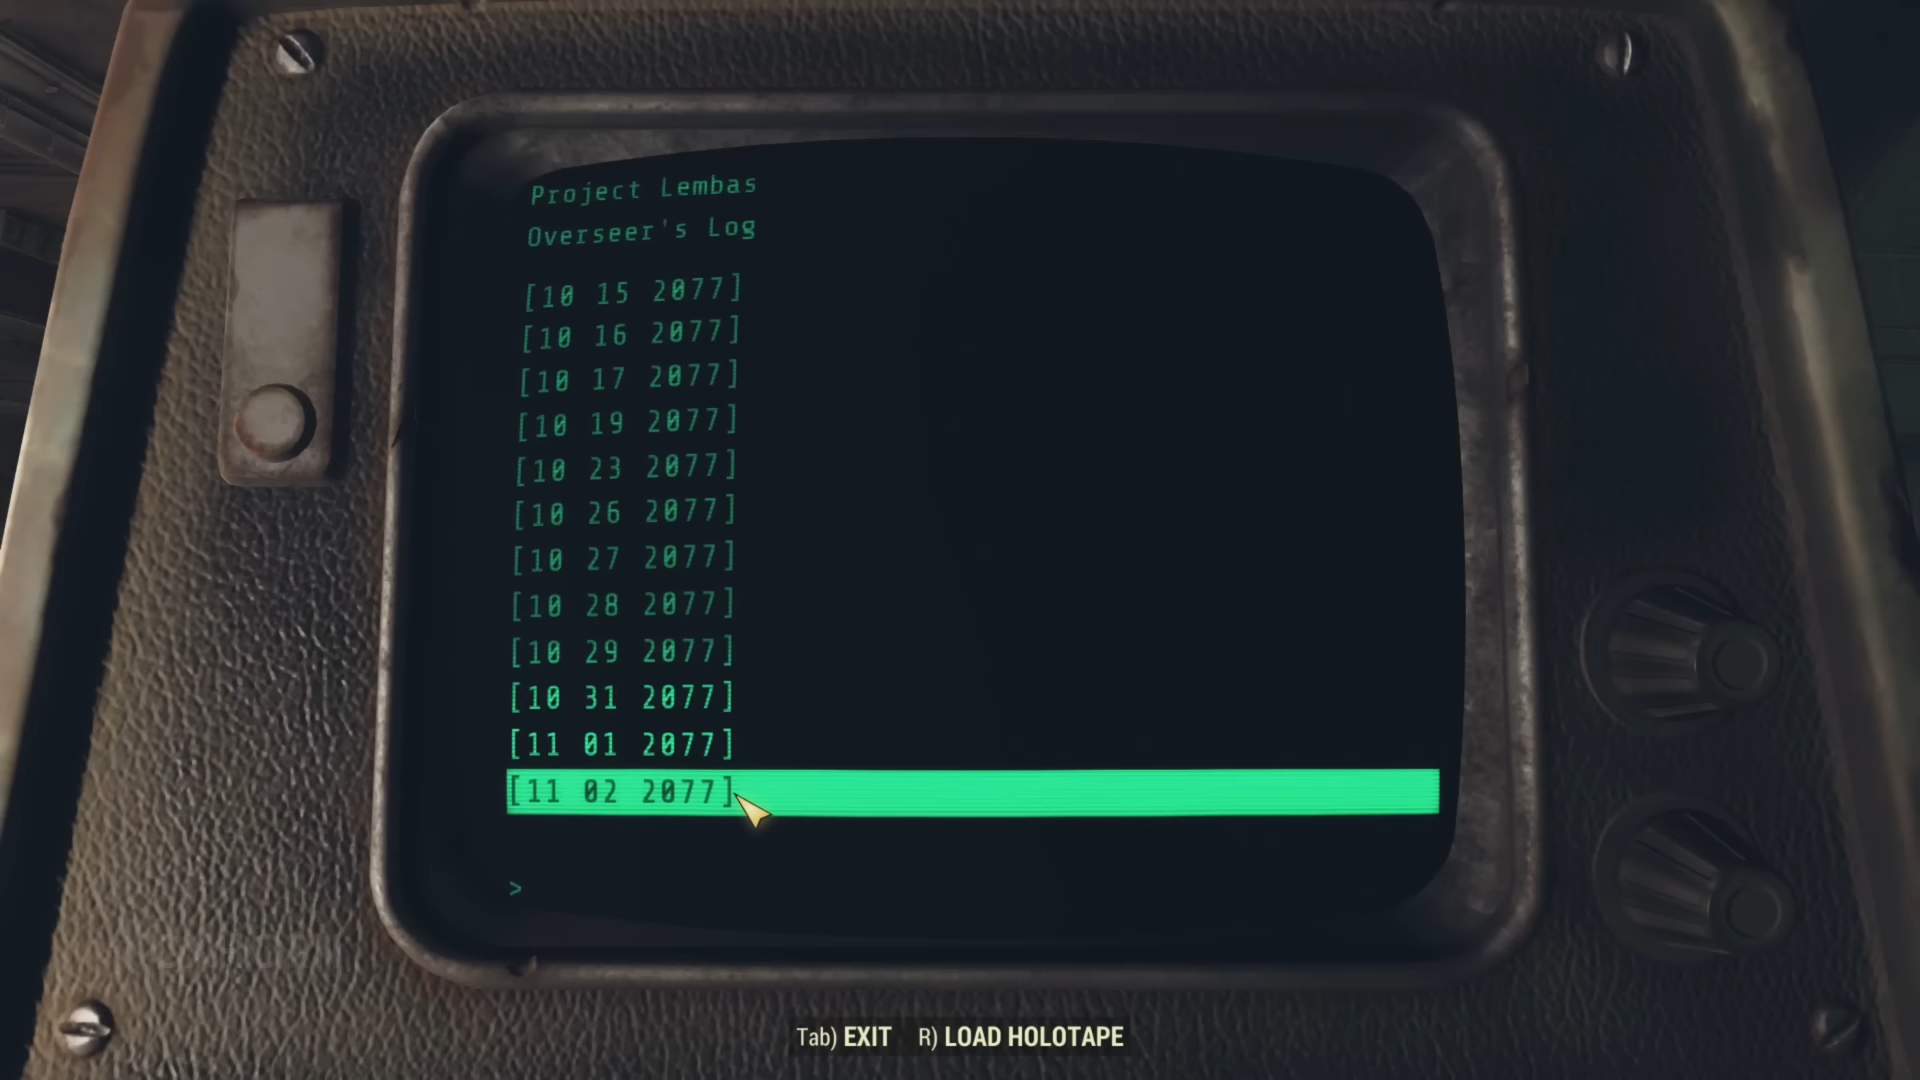 Project Lembas
Overseer's Log
[10 15 2077]
[10 16 2077]
[10 17 2077]
[10 19 2077]
[10 23 2077]
[10 26 2077]
[10 27 2077]
[10 28 2077]
[10 29 2077]
[10 31 2077]
[11 01 2077]
[11 02 2077]
>
Tab) EXIT R) LOAD HOLOTAPE